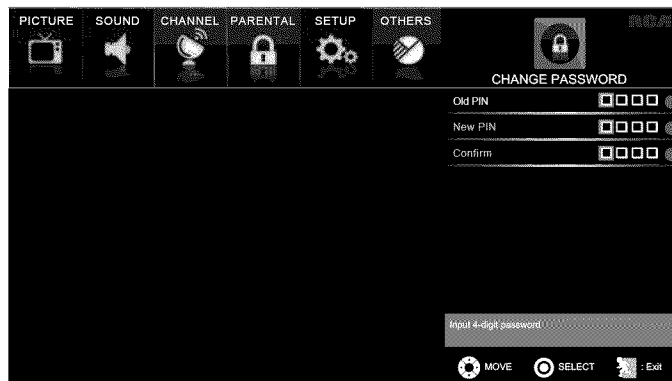 PICTURE SOUND CHANNEL PARENTAL SETUP OTHERS
RCA
CHANGE PASSWORD
Old PIN
New PIN
Confirm
Input 4-digit password
MOVE SELECT : Exit